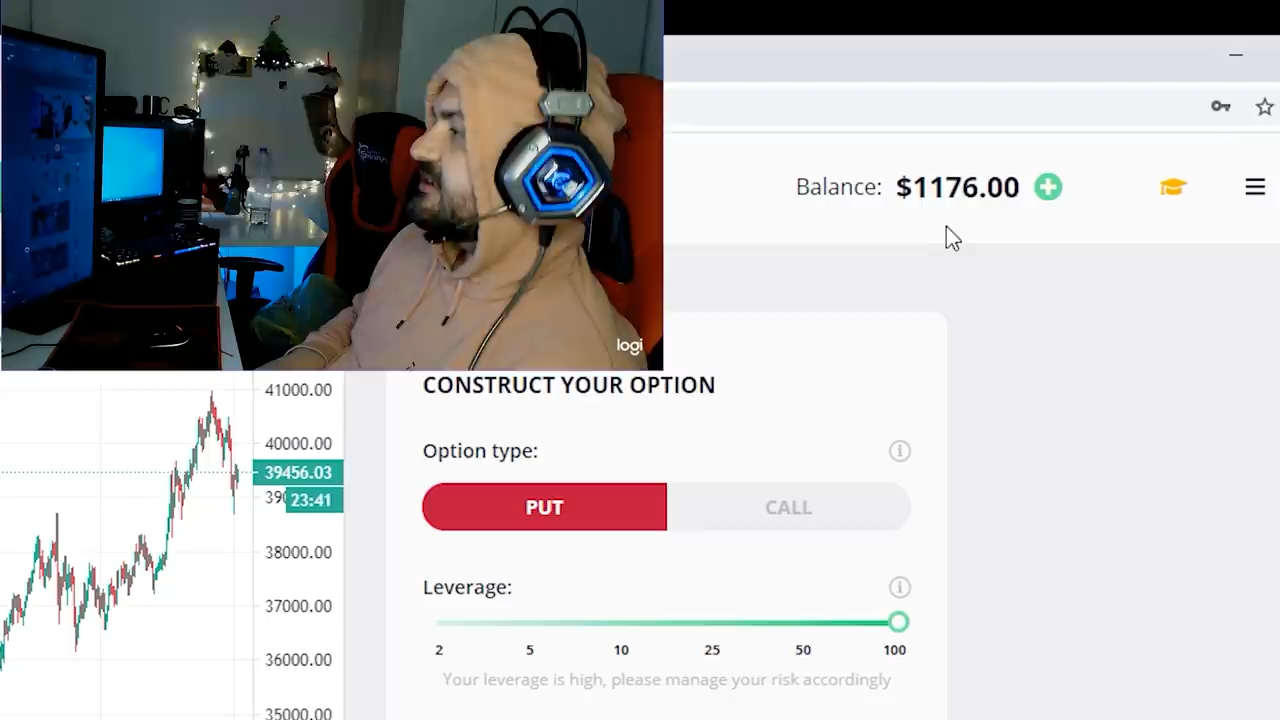 logi
Balance: $1176.00
41000.00
40000.00
39456.03
23:41
38000.00
37000.00
36000.00
35000.00
CONSTRUCT YOUR OPTION
Option type:
PUT CALL
Leverage:
2 5 10 25 50 100
Your leverage is high, please manage your risk accordingly